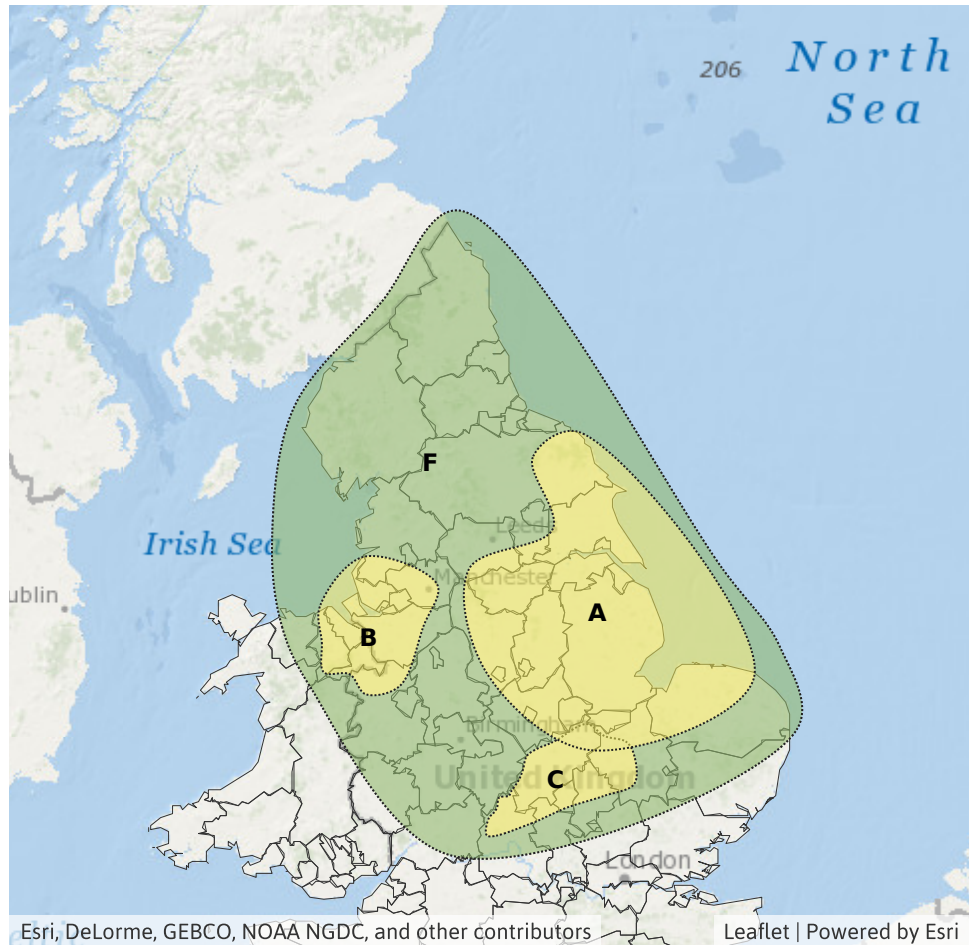 206
North
Sea
F
Leeds
Irish Sea
Manchester
ublin
A
B
Birmingham
C
United Kingdom
London
Esri, DeLorme, GEBCO, NOAA NGDC, and other contributors
Leaflet | Powered by Esri